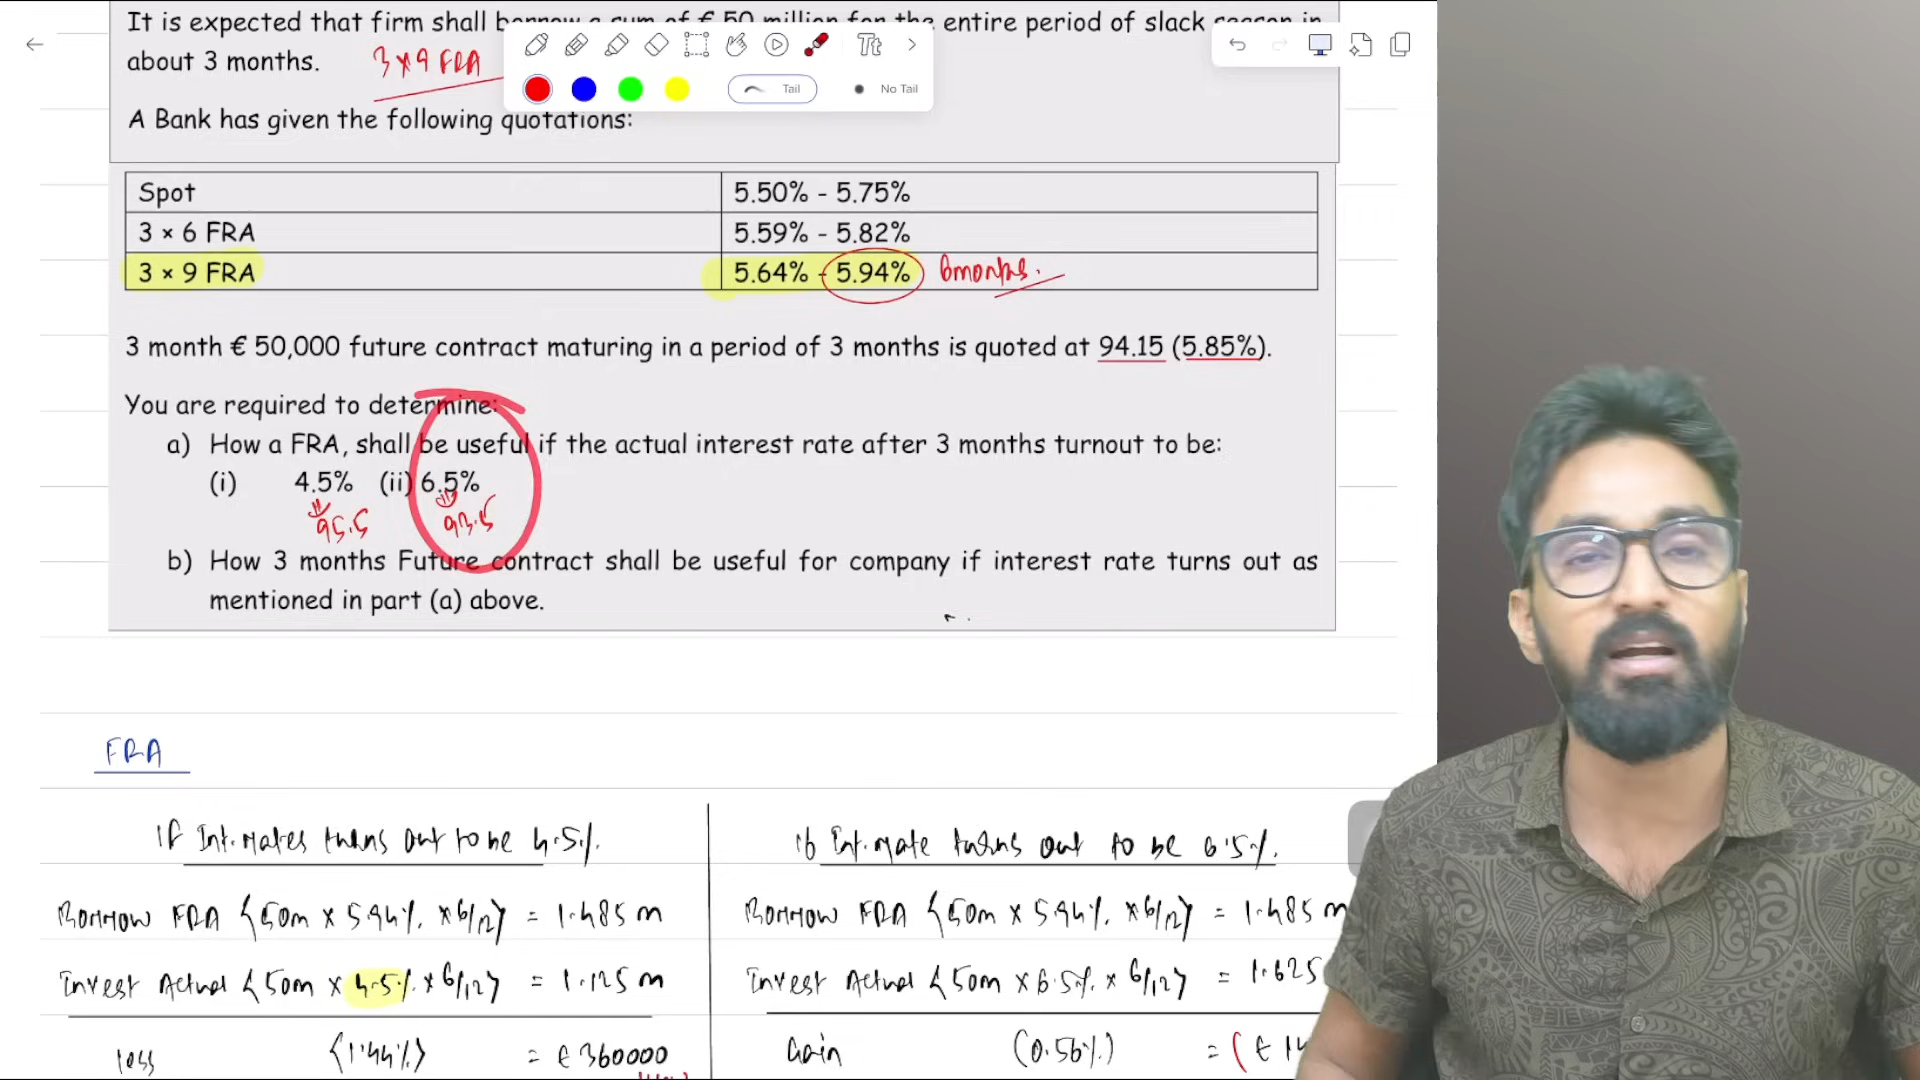 It is expected that firm shall borrow a sum of € 50 million for the entire period of slack season in
about 3 months. 3x9 FRA
Tt
Tail No Tail
A Bank has given the following quotations:
Spot 5.50% - 5.75%
3 × 6 FRA 5.59% - 5.82%
3 × 9 FRA 5.64% - 5.94% 6months.
3 month € 50,000 future contract maturing in a period of 3 months is quoted at 94.15 (5.85%).
You are required to determine:
a) How a FRA, shall be useful if the actual interest rate after 3 months turnout to be:
(i) 4.5% (ii) 6.5%
95.5 93.5
b) How 3 months Future contract shall be useful for company if interest rate turns out as
mentioned in part (a) above.
FRA
If Int. rates turns out to be 4.5%. If Int. rate turns out to be 6.5%.
Borrow FRA (50m x 5.94%. x 6/12) = 1.485 m Borrow FRA (50m x 5.94%. x 6/12) = 1.485 m
Invest Actual (50m x 4.5%. x 6/12) = 1.125 m Invest Actual (50m x 6.5%. x 6/12) = 1.625
loss (1.44%) = € 360000 Gain (0.56%) = ( € 14